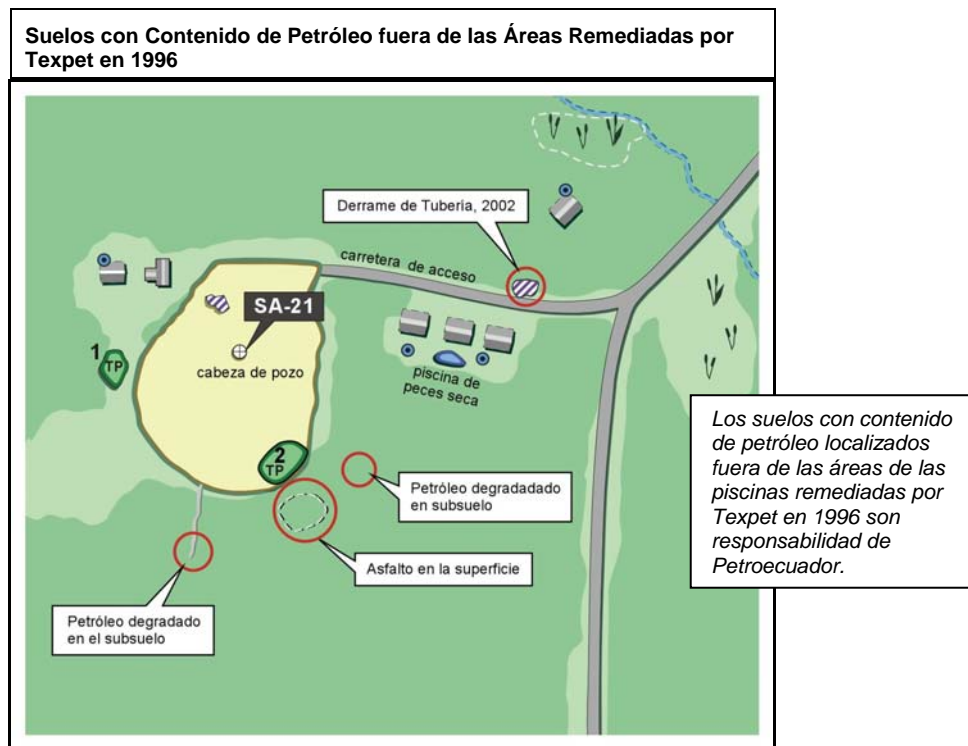 Suelos con Contenido de Petróleo fuera de las Áreas Remediadas por
Texpet en 1996
Derrame de Tubería, 2002
carretera de acceso
SA-21
1
TP
cabeza de pozo
piscina de
peces seca
2
TP
Petróleo degradadado
en subsuelo
Asfalto en la superficie
Petróleo degradado
en el subsuelo
Los suelos con contenido
de petróleo localizados
fuera de las áreas de las
piscinas remediadas por
Texpet en 1996 son
responsabilidad de
Petroecuador.